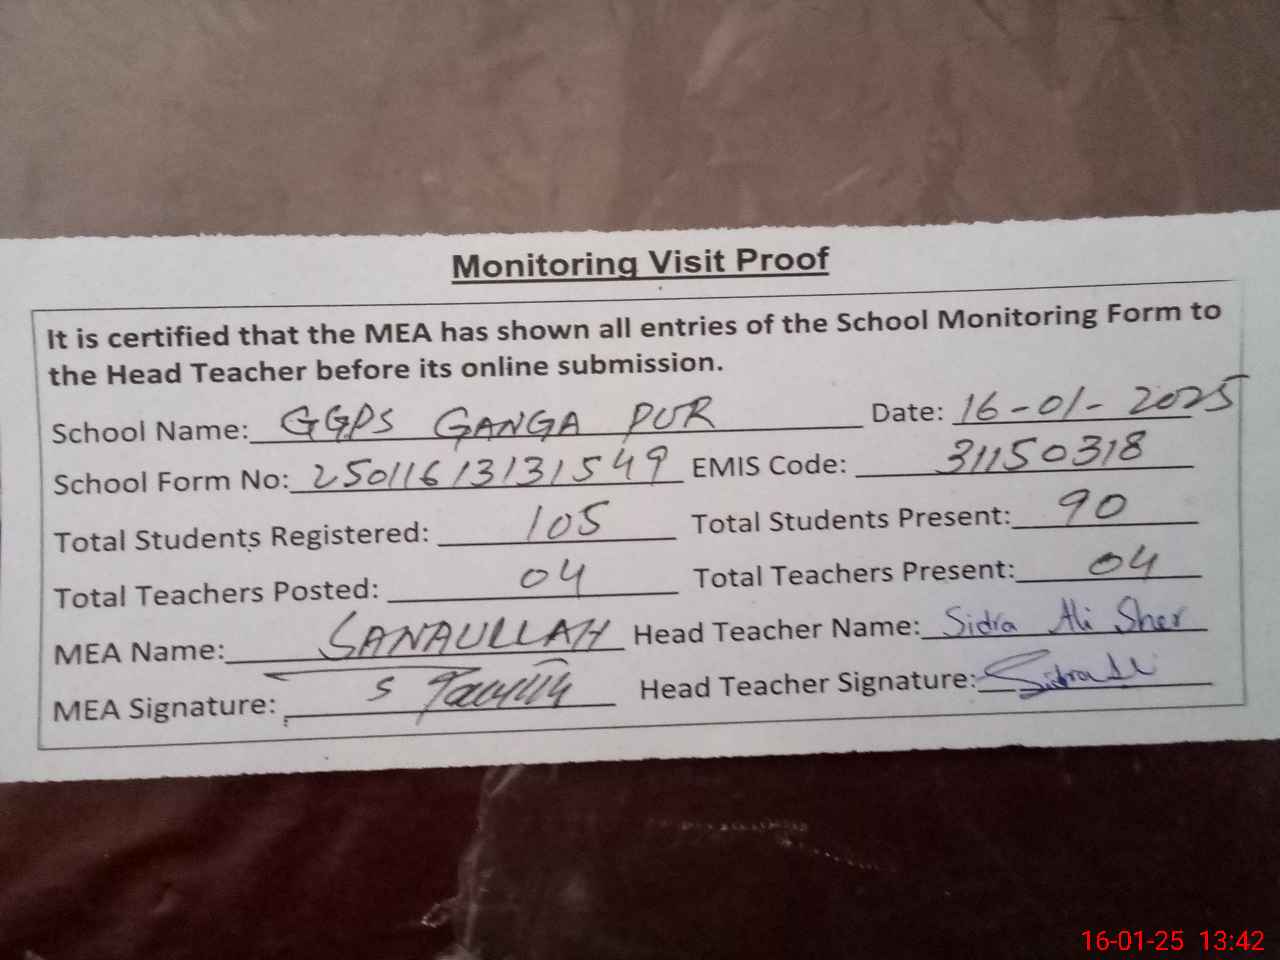 Monitoring Visit Proof
It is certified that the MEA has shown all entries of the School Monitoring Form to
the Head Teacher before its online submission.
School Name: GGPS GANGA PUR Date: 16-01-2025
School Form No: 25011613131549 EMIS Code: 31150318
Total Students Registered: 105 Total Students Present: 90
Total Teachers Posted: 04 Total Teachers Present: 04
MEA Name: SANAULLAH Head Teacher Name: Sidra Ali Sher
MEA Signature: Head Teacher Signature: Sidra Ali
16-01-25 13:42